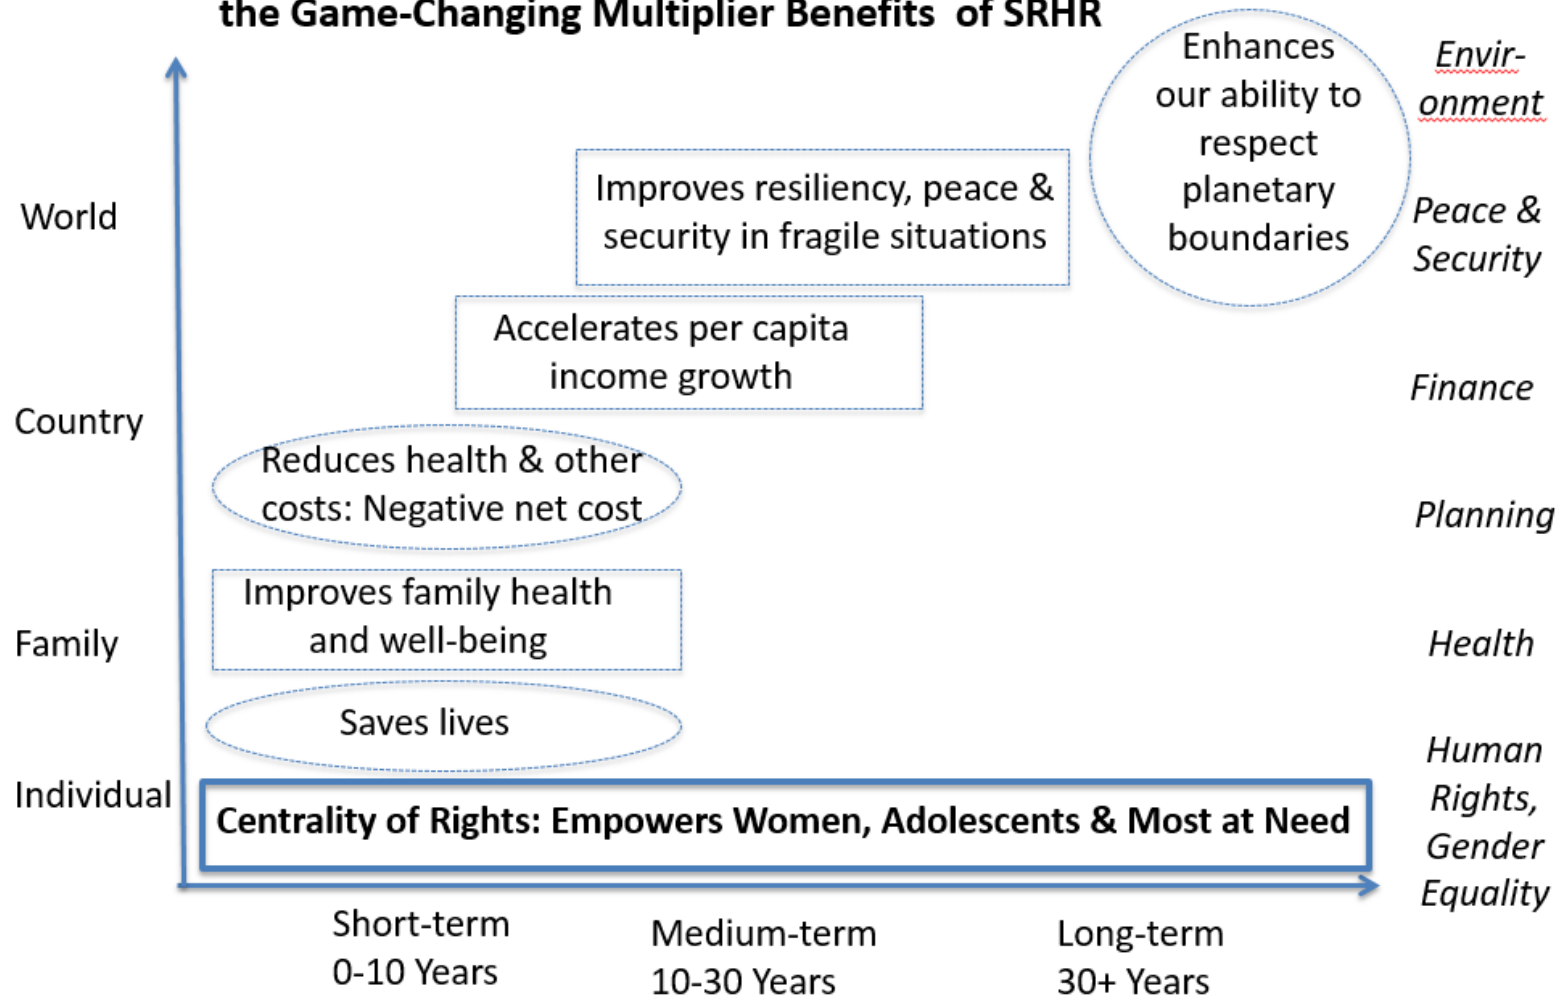 the Game-Changing Multiplier Benefits of SRHR
Enhances
our ability to
respect
planetary
boundaries
Envir-
onment
World
Improves resiliency, peace &
security in fragile situations
Peace &
Security
Accelerates per capita
income growth
Finance
Country
Reduces health & other
costs: Negative net cost
Planning
Improves family health
and well-being
Family
Health
Saves lives
Individual
Centrality of Rights: Empowers Women, Adolescents & Most at Need
Human
Rights,
Gender
Equality
Short-term
0-10 Years
Medium-term
10-30 Years
Long-term
30+ Years